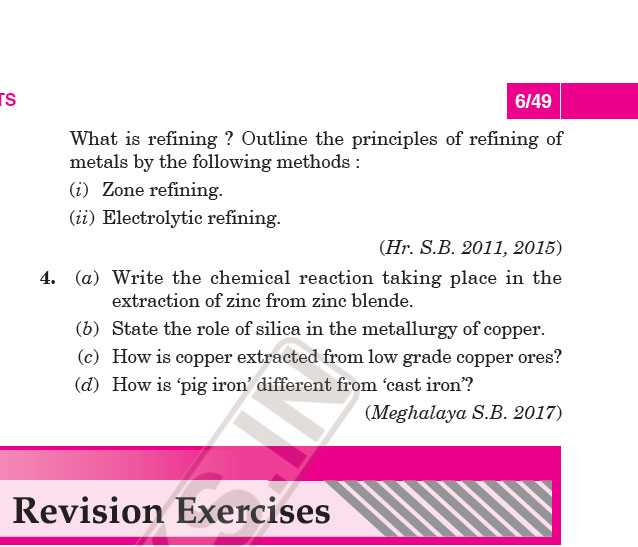 TS
6/49
What is refining ? Outline the principles of refining of
metals by the following methods :
(i) Zone refining.
(ii) Electrolytic refining.
(Hr. S.B. 2011, 2015)
4. (a) Write the chemical reaction taking place in the
extraction of zinc from zinc blende.
(b) State the role of silica in the metallurgy of copper.
(c) How is copper extracted from low grade copper ores?
(d) How is ‘pig iron’ different from ‘cast iron’?
(Meghalaya S.B. 2017)
Revision Exercises
S.IN